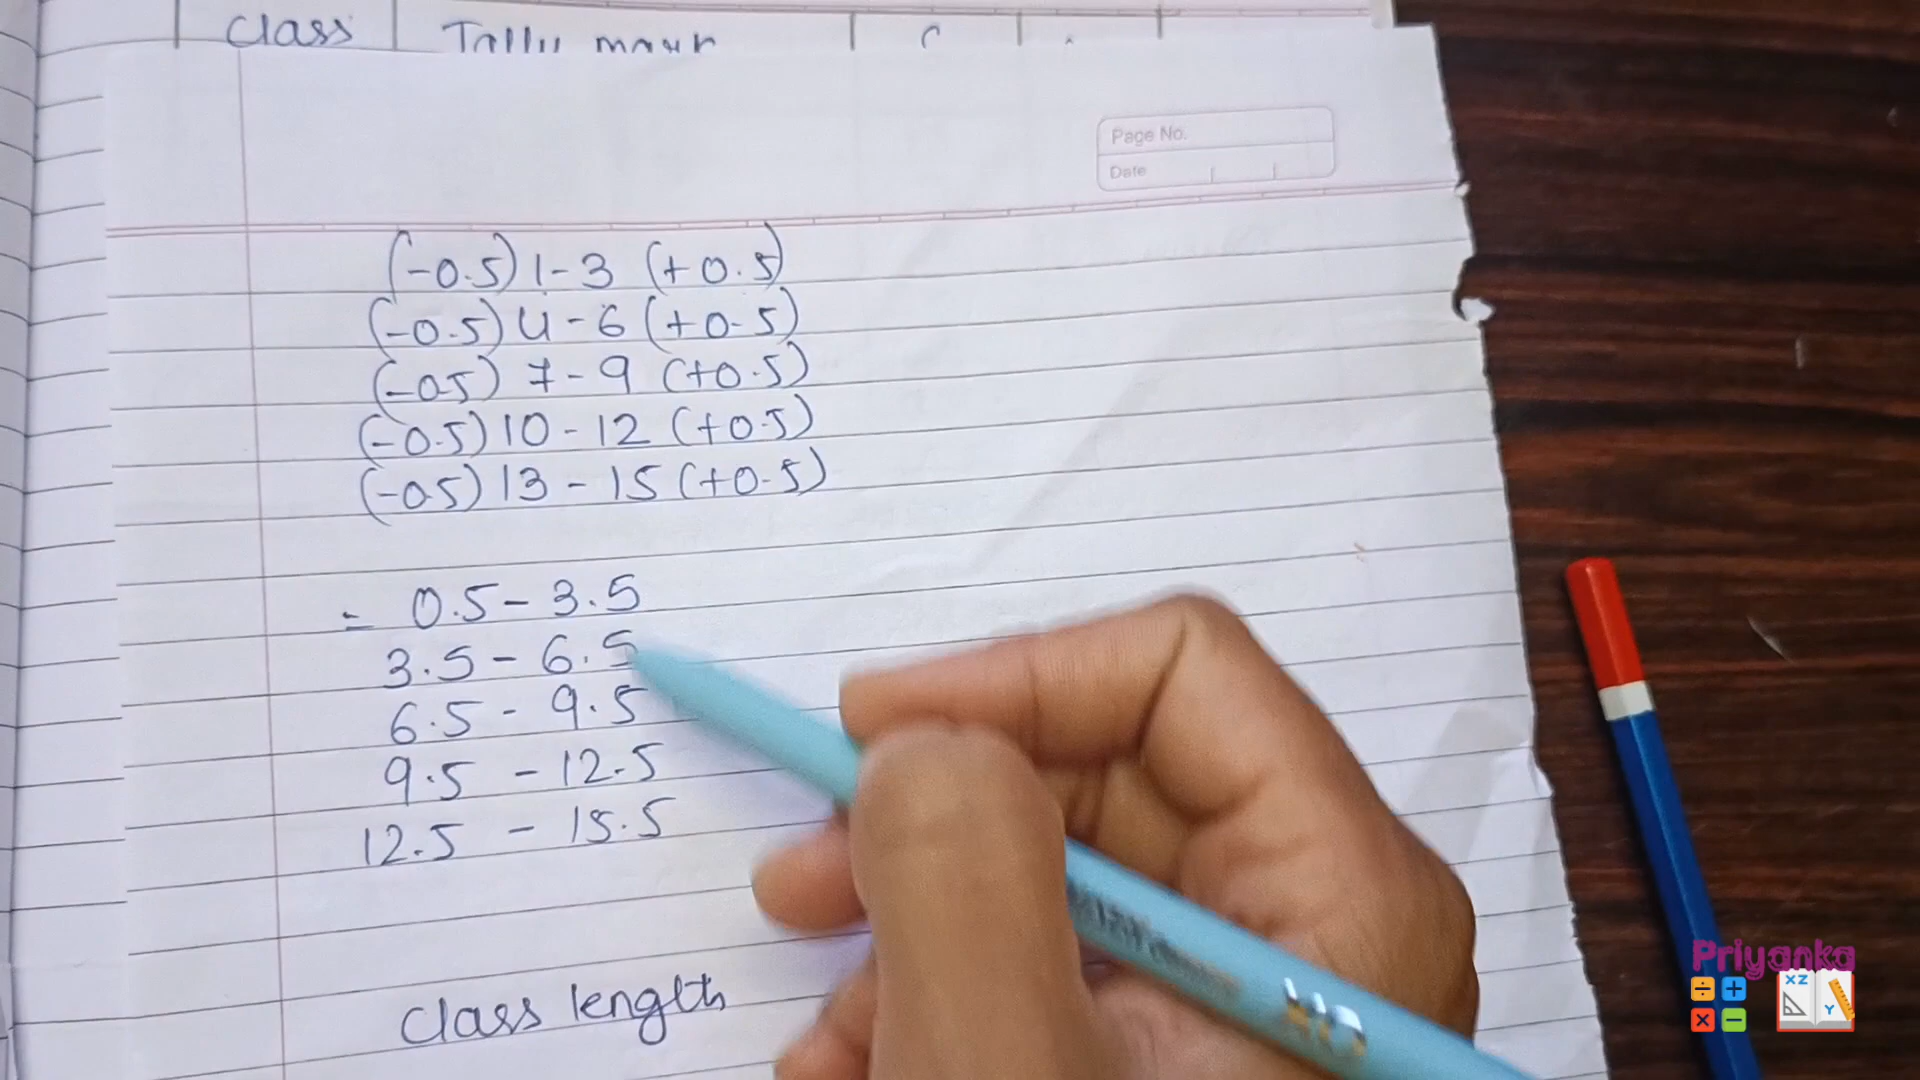 Class Tally mark
Page No.
Date
(-0.5) 1-3 (+0.5)
(-0.5) 4-6 (+0.5)
(-0.5) 7-9 (+0.5)
(-0.5) 10-12 (+0.5)
(-0.5) 13-15 (+0.5)
= 0.5-3.5
3.5-6.5
6.5-9.5
9.5-12.5
12.5-15.5
Class length
Priyanka
XZ
Y